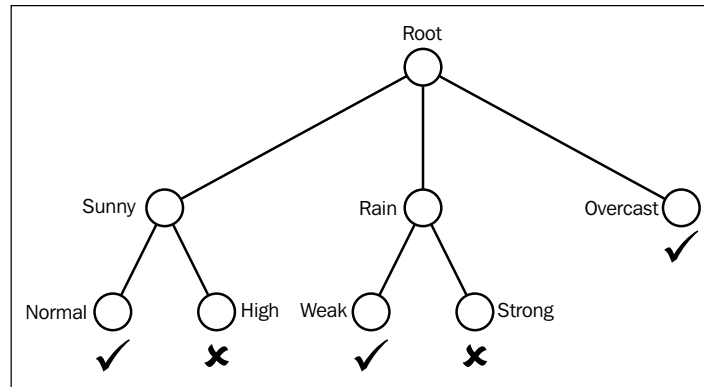 Root
Sunny
Rain
Overcast
Normal
High
Weak
Strong